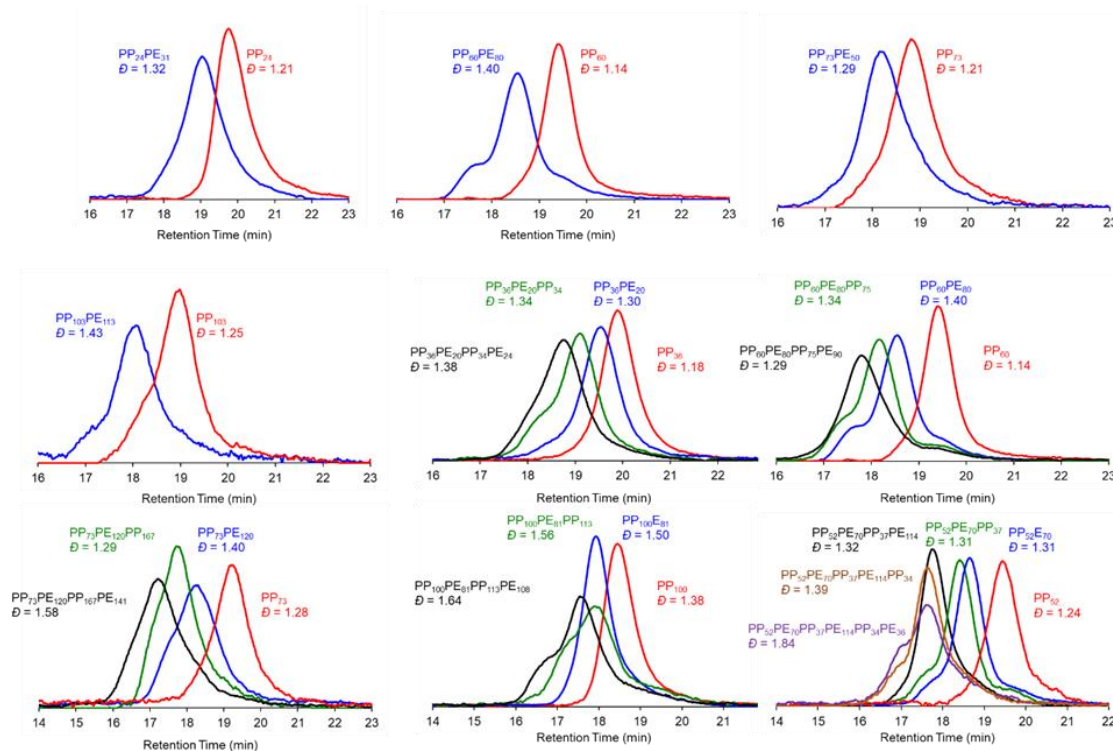 PP₂₄PE₃₁
Đ = 1.32
PP₂₄
Đ = 1.21
16 17 18 19 20 21 22 23
Retention Time (min)
PP₆₀PE₈₀
Đ = 1.40
PP₆₀
Đ = 1.14
16 17 18 19 20 21 22 23
Retention Time (min)
PP₇₃PE₅₀
Đ = 1.29
PP₇₃
Đ = 1.21
16 17 18 19 20 21 22 23
Retention Time (min)
PP₁₀₃PE₁₁₃
Đ = 1.43
PP₁₀₃
Đ = 1.25
16 17 18 19 20 21 22 23
Retention Time (min)
PP₃₆PE₂₀PP₃₄
Đ = 1.34
PP₃₆PE₂₀
Đ = 1.30
PP₃₆PE₂₀PP₃₄PE₂₄
Đ = 1.38
PP₃₆
Đ = 1.18
16 17 18 19 20 21 22 23
Retention Time (min)
PP₆₀PE₈₀PP₇₅
Đ = 1.34
PP₆₀PE₈₀
Đ = 1.40
PP₆₀PE₈₀PP₇₅PE₉₀
Đ = 1.29
PP₆₀
Đ = 1.14
16 17 18 19 20 21 22 23
Retention Time (min)
PP₇₃PE₁₂₀PP₁₆₇
Đ = 1.29
PP₇₃PE₁₂₀
Đ = 1.40
PP₇₃PE₁₂₀PP₁₆₇PE₁₄₁
Đ = 1.58
PP₇₃
Đ = 1.28
14 15 16 17 18 19 20 21 22 23
Retention Time (min)
PP₁₀₀PE₈₁PP₁₁₃
Đ = 1.56
PP₁₀₀E₈₁
Đ = 1.50
PP₁₀₀PE₈₁PP₁₁₃PE₁₀₈
Đ = 1.64
PP₁₀₀
Đ = 1.38
14 15 16 17 18 19 20 21 22
Retention Time (min)
PP₅₂PE₇₀PP₃₇PE₁₁₄
Đ = 1.32
PP₅₂PE₇₀PP₃₇
Đ = 1.31
PP₅₂E₇₀
Đ = 1.31
PP₅₂PE₇₀PP₃₇PE₁₁₄PP₃₄
Đ = 1.39
PP₅₂
Đ = 1.24
PP₅₂PE₇₀PP₃₇PE₁₁₄PP₃₄PE₃₆
Đ = 1.84
14 15 16 17 18 19 20 21 22
Retention Time (min)